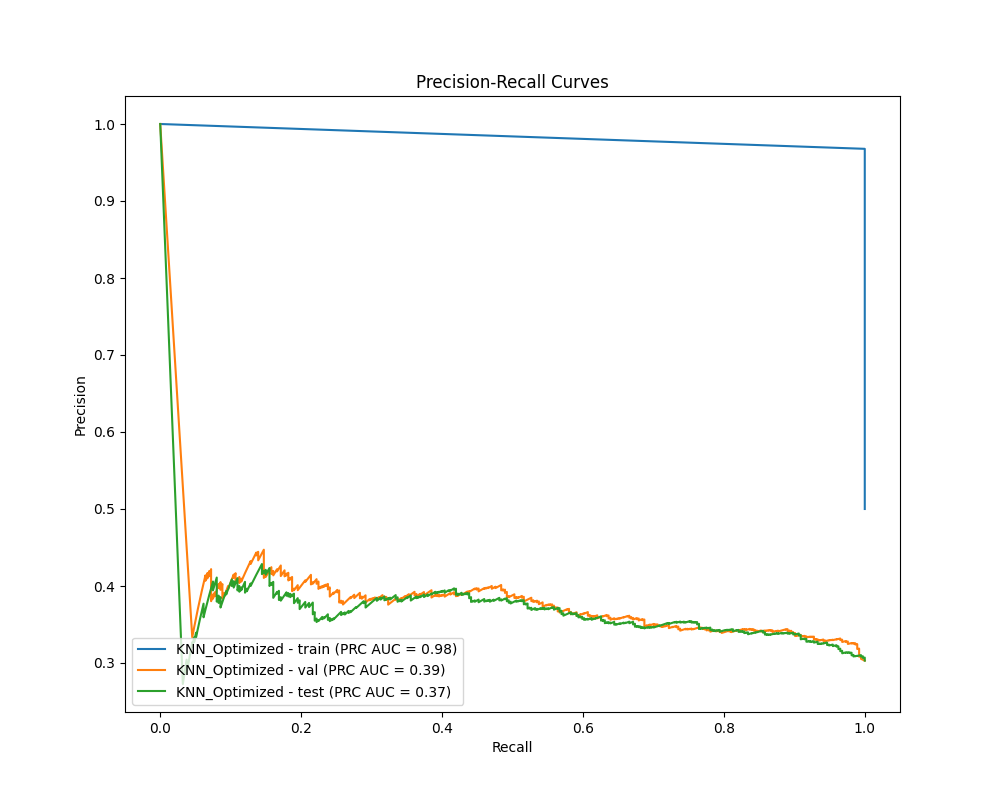 Precision-Recall Curves
1.0
0.9
0.8
0.7
0.6
0.5
0.4
0.3
Precision
KNN_Optimized - train (PRC AUC = 0.98)
KNN_Optimized - val (PRC AUC = 0.39)
KNN_Optimized - test (PRC AUC = 0.37)
0.0 0.2 0.4 0.6 0.8 1.0
Recall